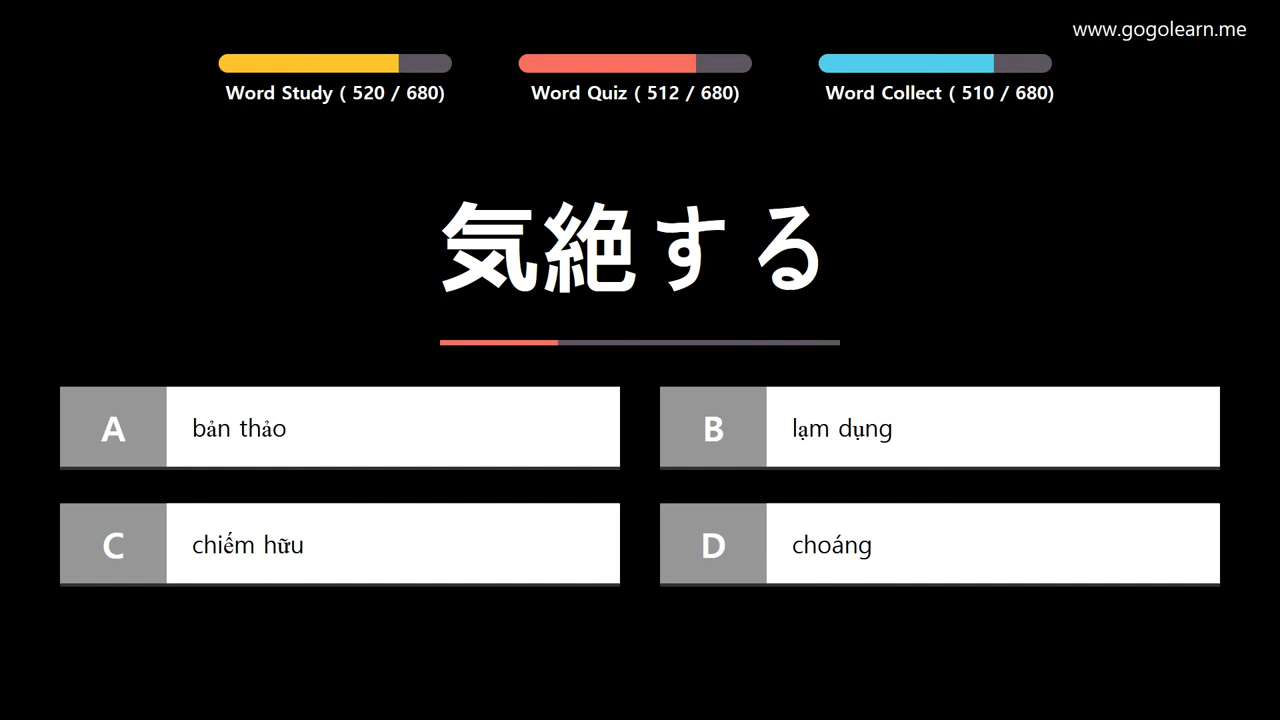 www.gogolearn.me
Word Study ( 520 / 680)
Word Quiz ( 512 / 680)
Word Collect ( 510 / 680)
気絶する
A bản thảo
B lạm dụng
C chiếm hữu
D choáng